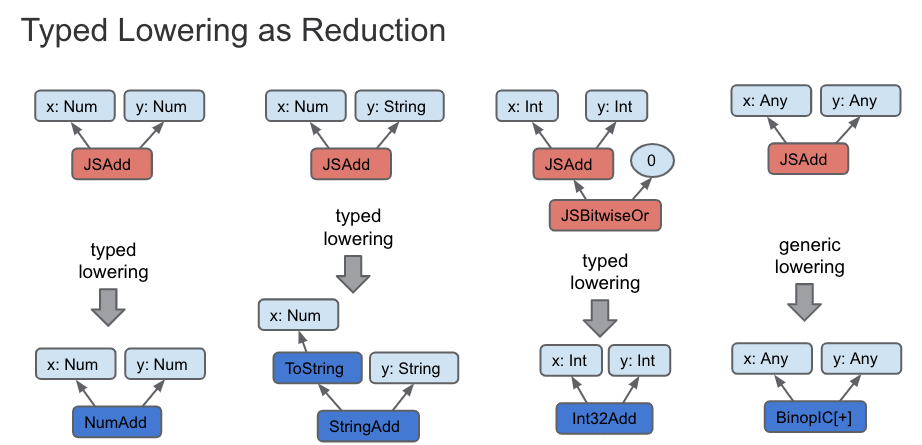 Typed Lowering as Reduction
x: Num
y: Num
JSAdd
typed
lowering
x: Num
y: Num
NumAdd
x: Num
y: String
JSAdd
typed
lowering
x: Num
ToString
y: String
StringAdd
x: Int
y: Int
JSAdd
0
JSBitwiseOr
typed
lowering
x: Int
y: Int
Int32Add
x: Any
y: Any
JSAdd
generic
lowering
x: Any
y: Any
BinopIC[+]